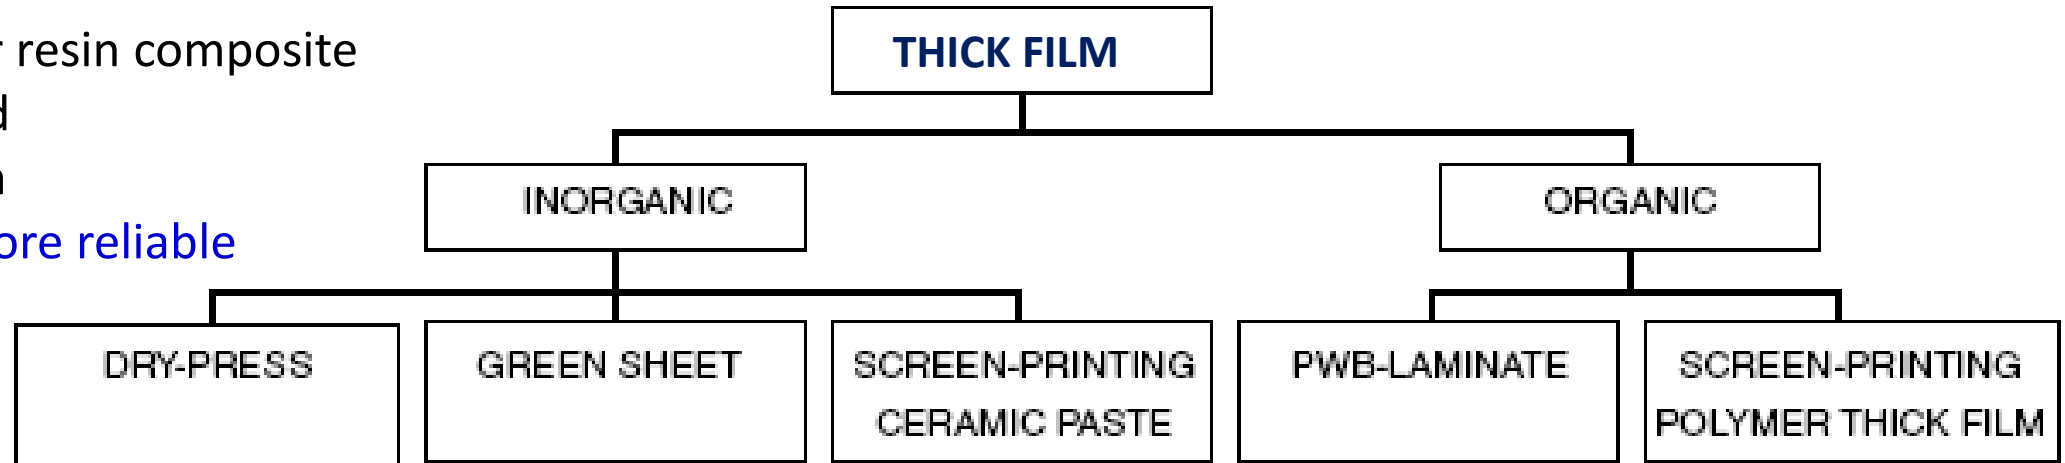 resin composite
THICK FILM
reliable
INORGANIC
ORGANIC
DRY-PRESS
GREEN SHEET
SCREEN-PRINTING
CERAMIC PASTE
PWB-LAMINATE
SCREEN-PRINTING
POLYMER THICK FILM